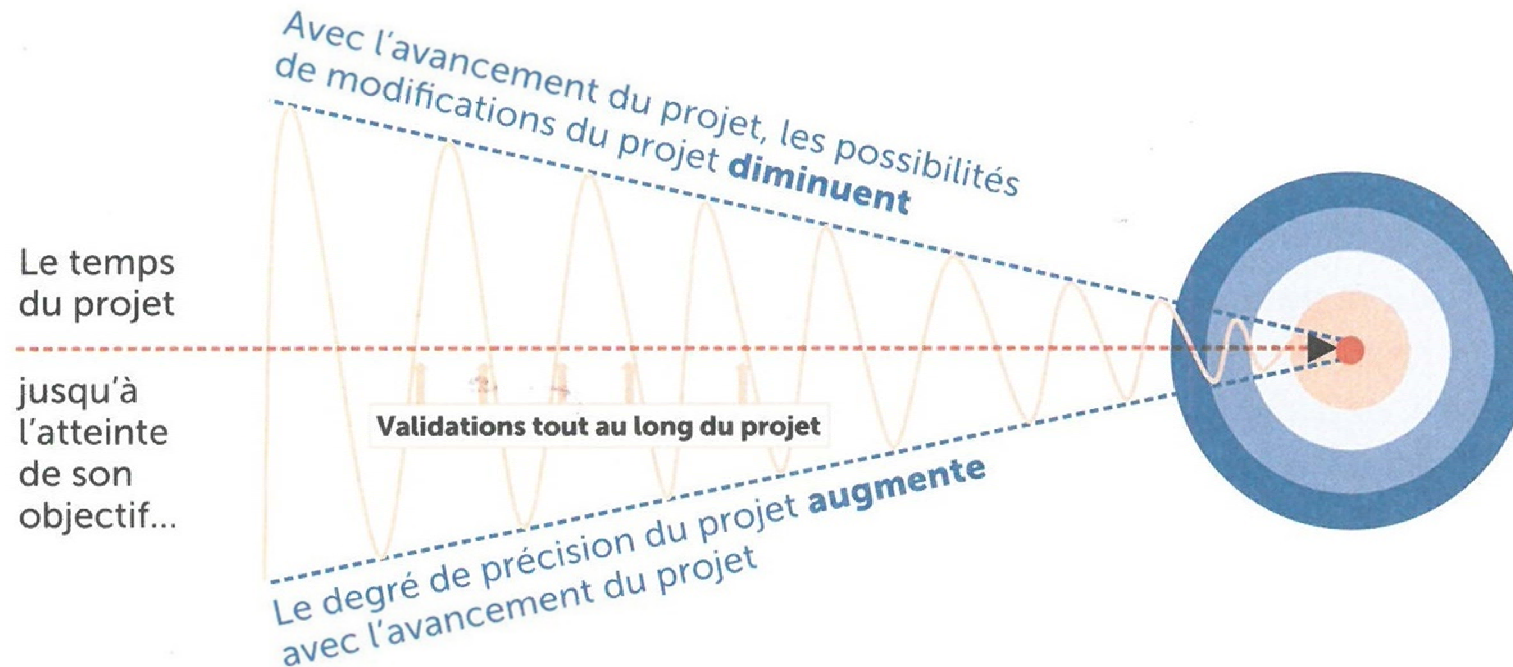 Avec l'avancement du projet, les possibilités
de modifications du projet diminuent
Le temps
du projet
jusqu'à
l'atteinte
de son
objectif...
Validations tout au long du projet
Le degré de précision du projet augmente
avec l'avancement du projet